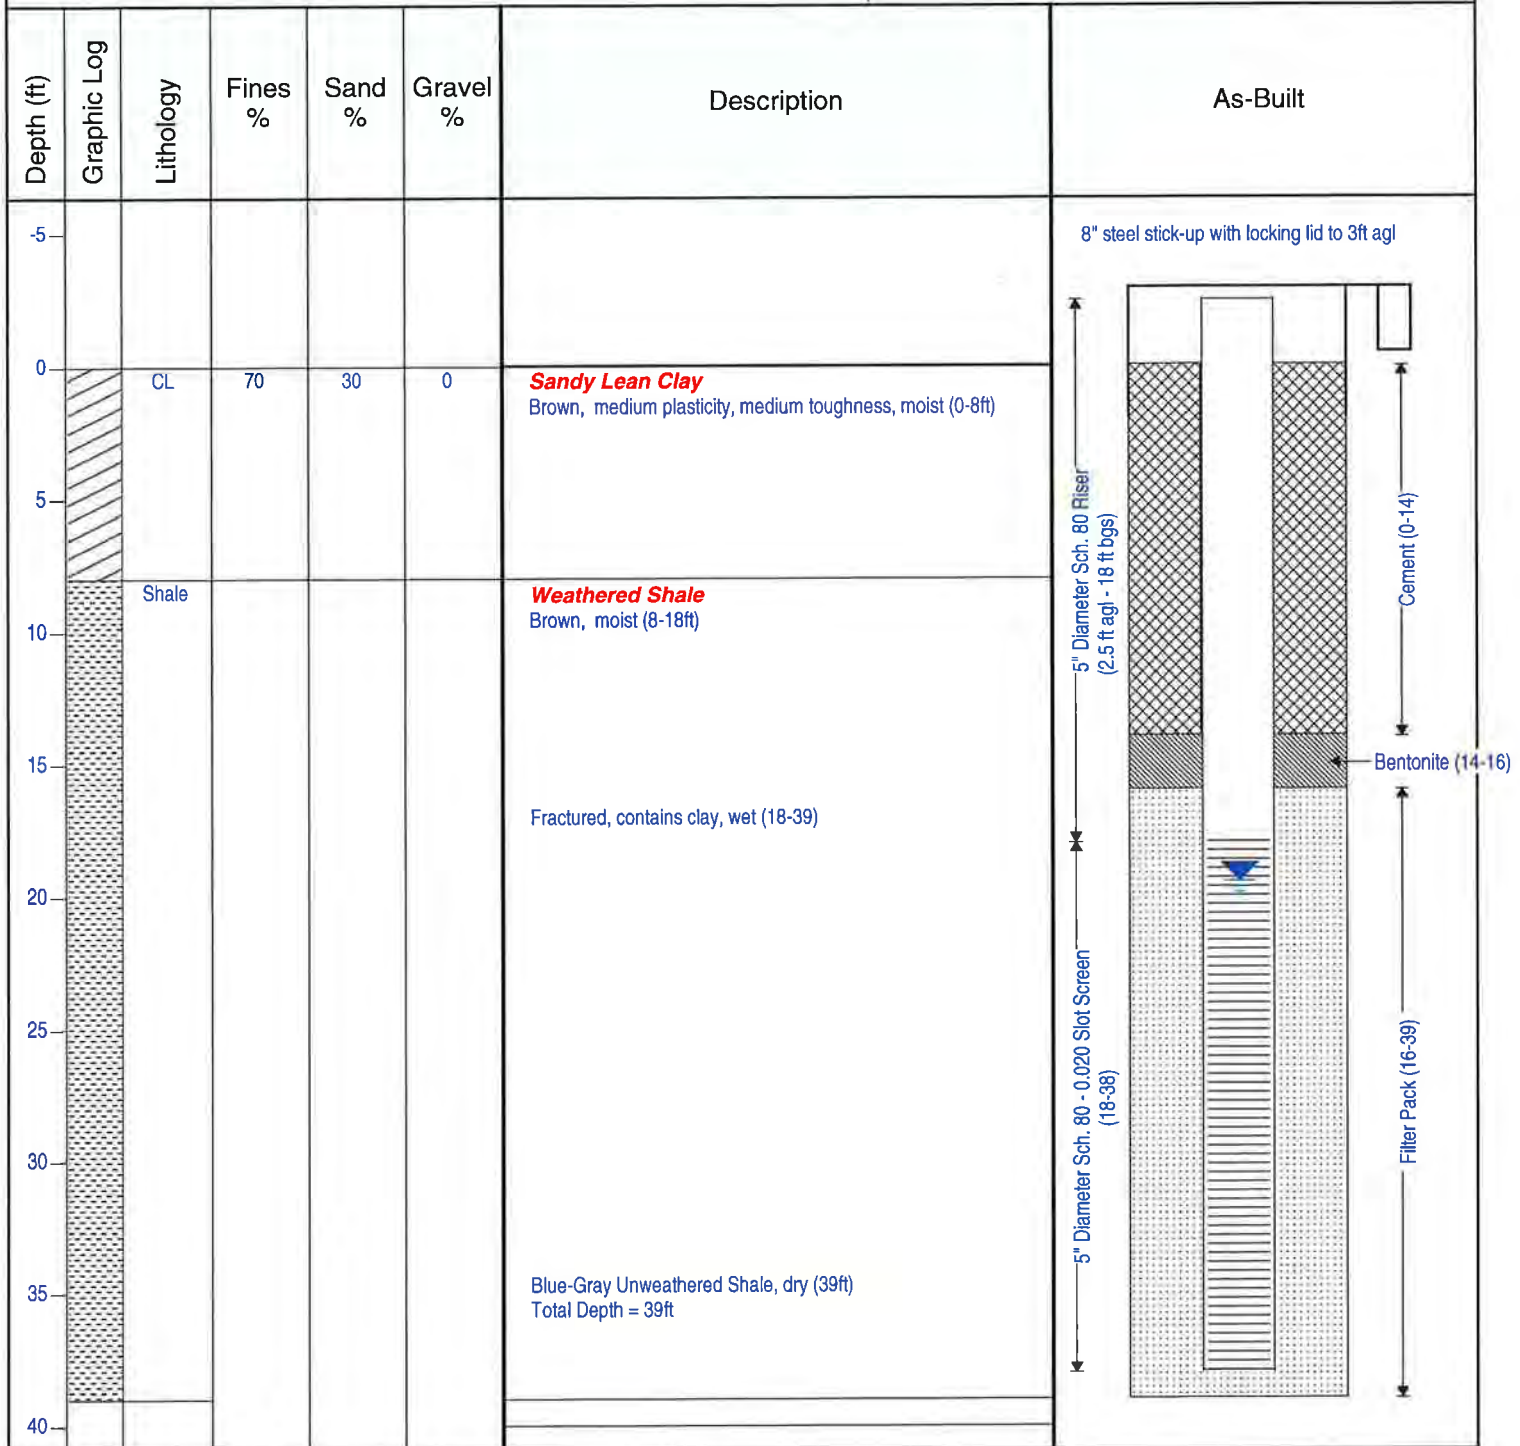 Depth (ft)
Graphic Log
Lithology
Fines
%
Sand
%
Gravel
%
Description
As-Built
-5
8" steel stick-up with locking lid to 3ft agl
0
CL
70
30
0
Sandy Lean Clay
Brown, medium plasticity, medium toughness, moist (0-8ft)
5
5" Diameter Sch. 80 Riser
(2.5 ft agl - 18 ft bgs)
Cement (0-14)
Shale
Weathered Shale
Brown, moist (8-18ft)
10
15
Bentonite (14-16)
Fractured, contains clay, wet (18-39)
20
25
5" Diameter Sch. 80 - 0.020 Slot Screen
(18-38)
Filter Pack (16-39)
30
35
Blue-Gray Unweathered Shale, dry (39ft)
Total Depth = 39ft
40